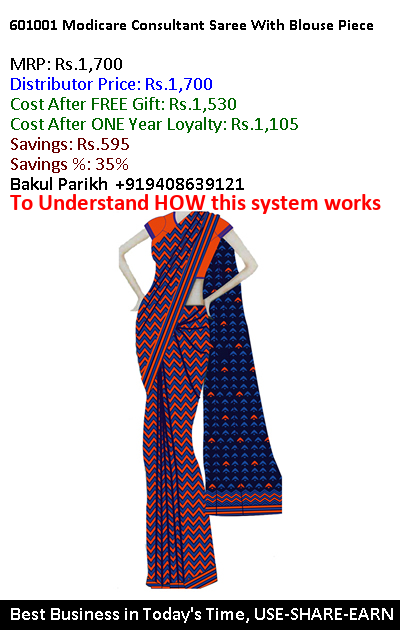 601001 Modicare Consultant Saree With Blouse Piece
MRP: Rs.1,700
Distributor Price: Rs.1,700
Cost After FREE Gift: Rs.1,530
Cost After ONE Year Loyalty: Rs.1,105
Savings: Rs.595
Savings %: 35%
Bakul Parikh +919408639121
To Understand HOW this system works
Best Business in Today's Time, USE-SHARE-EARN